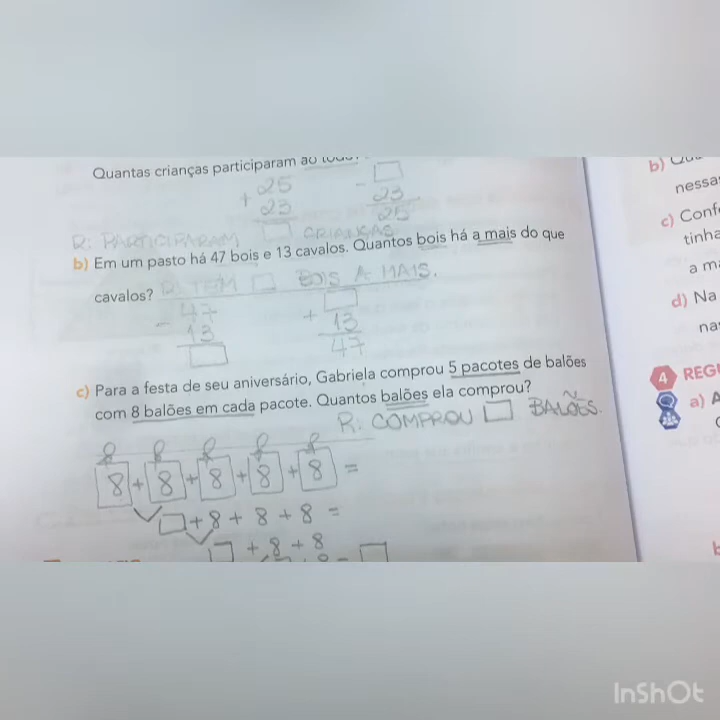 Quantas crianças participaram ao todo?
+ 25 - □
23 23
□ 25
R: PARTICIPARAM □ CRIANÇAS
b) Em um pasto há 47 bois e 13 cavalos. Quantos bois há a mais do que
cavalos? R: TEM □ BOIS A MAIS.
47 □
- 13 + 13
□ 47
c) Para a festa de seu aniversário, Gabriela comprou 5 pacotes de balões
com 8 balões em cada pacote. Quantos balões ela comprou?
R: COMPROU □ BALÕES.
8 + 8 + 8 + 8 + 8 =
□ + 8 + 8 + 8 =
□ + 8 + 8
b)
nessa
c) Conf
tinha
a ma
d) Na
na
4 REGI
a) A
InShOt